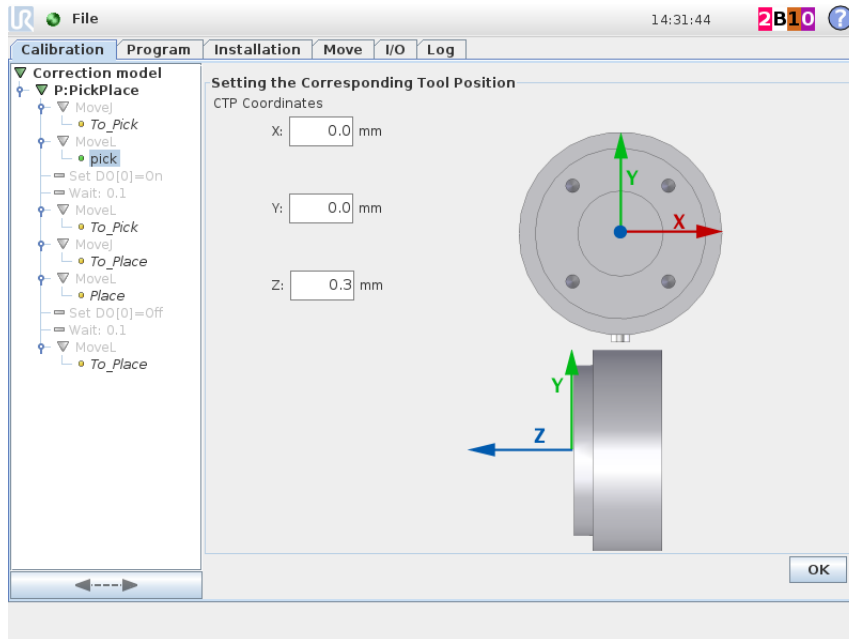 UR File 14:31:44 2B10 ?
Calibration Program Installation Move I/O Log
Correction model
P:PickPlace
MoveJ
To_Pick
MoveL
pick
Set DO[0]=On
Wait: 0.1
MoveL
To_Pick
MoveJ
To_Place
MoveL
Place
Set DO[0]=Off
Wait: 0.1
MoveL
To_Place
Setting the Corresponding Tool Position
CTP Coordinates
X: 0.0 mm
Y: 0.0 mm
Z: 0.3 mm
Y
X
Y
Z
OK